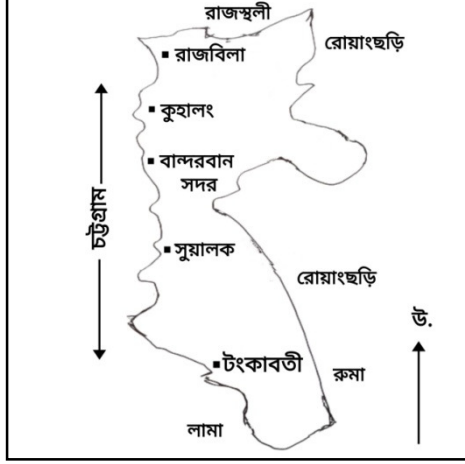 রাজস্থলী
রোয়াংছড়ি
রাজবিলা
কুহালং
বান্দরবান
সদর
চট্টগ্রাম
সুয়ালক
রোয়াংছড়ি
উ.
টংকাবতী
রুমা
লামা